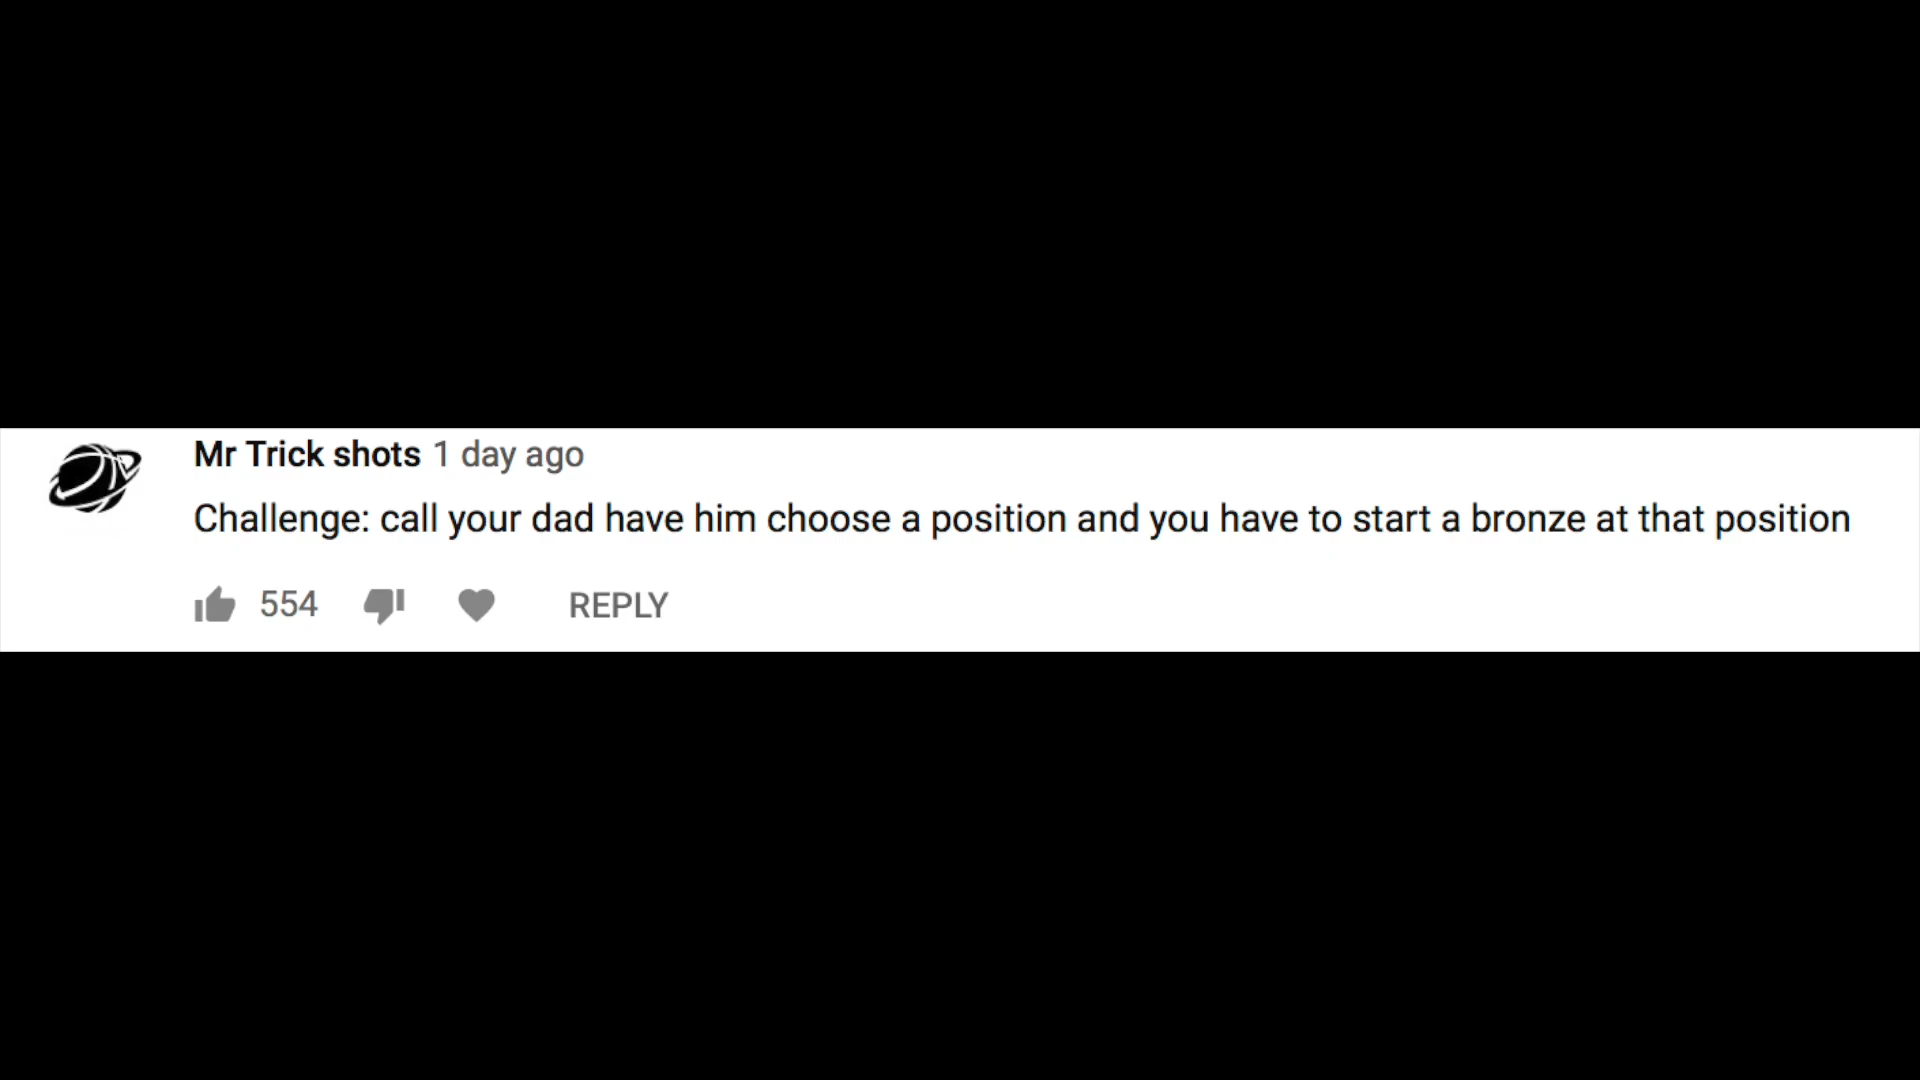 Mr Trick shots 1 day ago
Challenge: call your dad have him choose a position and you have to start a bronze at that position
554 REPLY